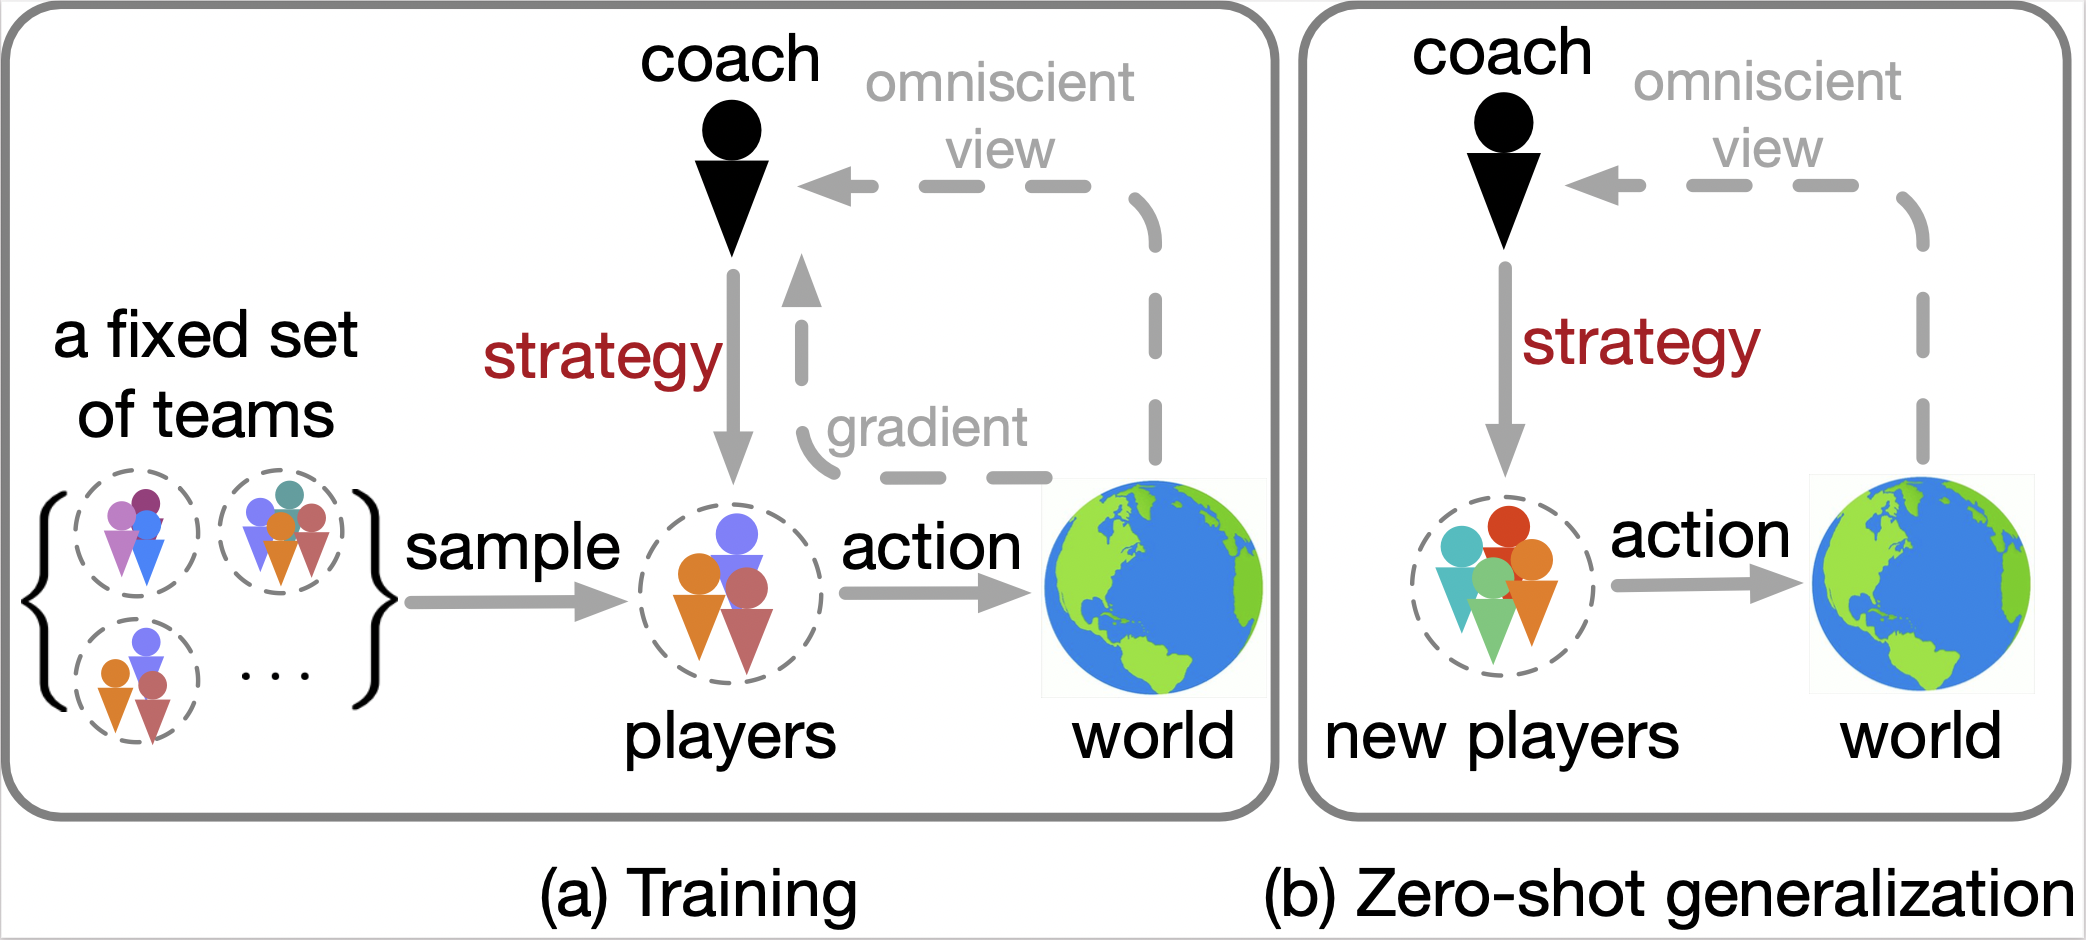 coach
omniscient
view
strategy
a fixed set
of teams
gradient
sample
action
. . .
players
world
(a) Training
coach
omniscient
view
strategy
action
new players
world
(b) Zero-shot generalization